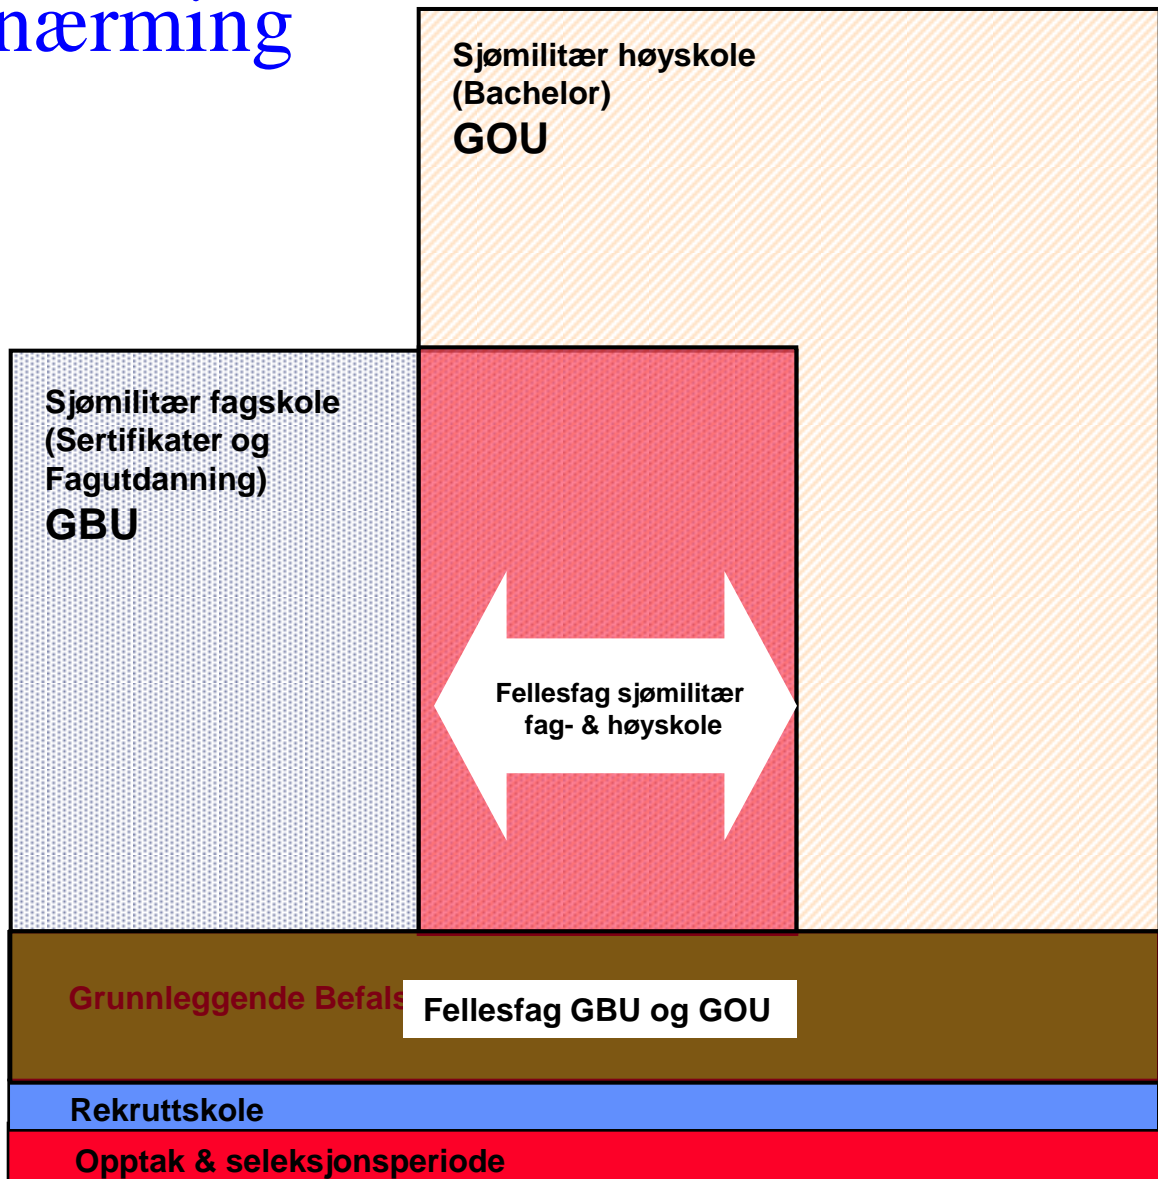 nærming
Sjømilitær høyskole
(Bachelor)
GOU
Sjømilitær fagskole
(Sertifikater og
Fagutdanning)
GBU
Fellesfag sjømilitær
fag- & høyskole
Grunnleggende Befals
Fellesfag GBU og GOU
Rekruttskole
Opptak & seleksjonsperiode